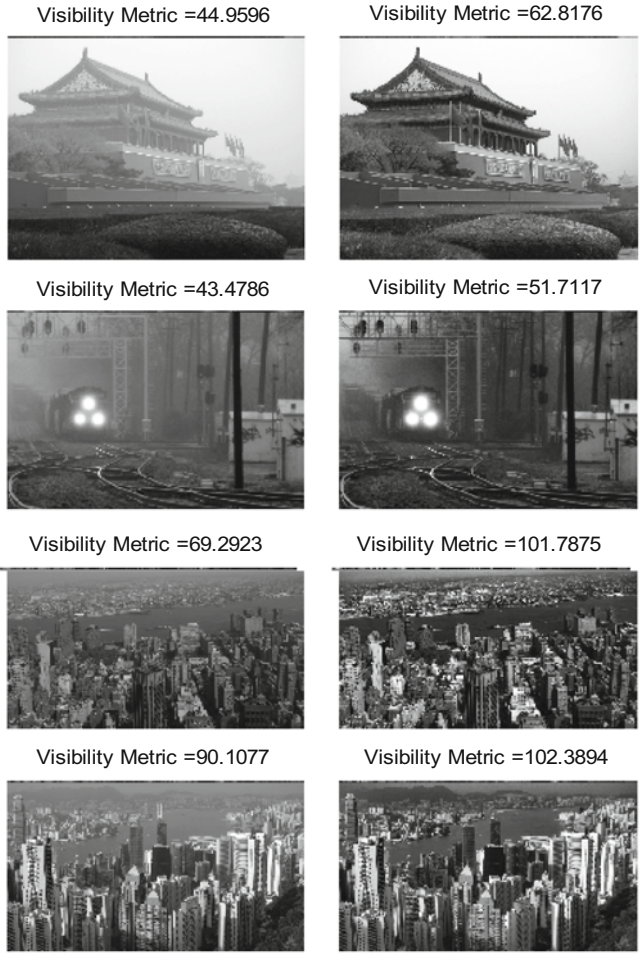 Visibility Metric =44.9596
Visibility Metric =62.8176
Visibility Metric =43.4786
Visibility Metric =51.7117
Visibility Metric =69.2923
Visibility Metric =101.7875
Visibility Metric =90.1077
Visibility Metric =102.3894